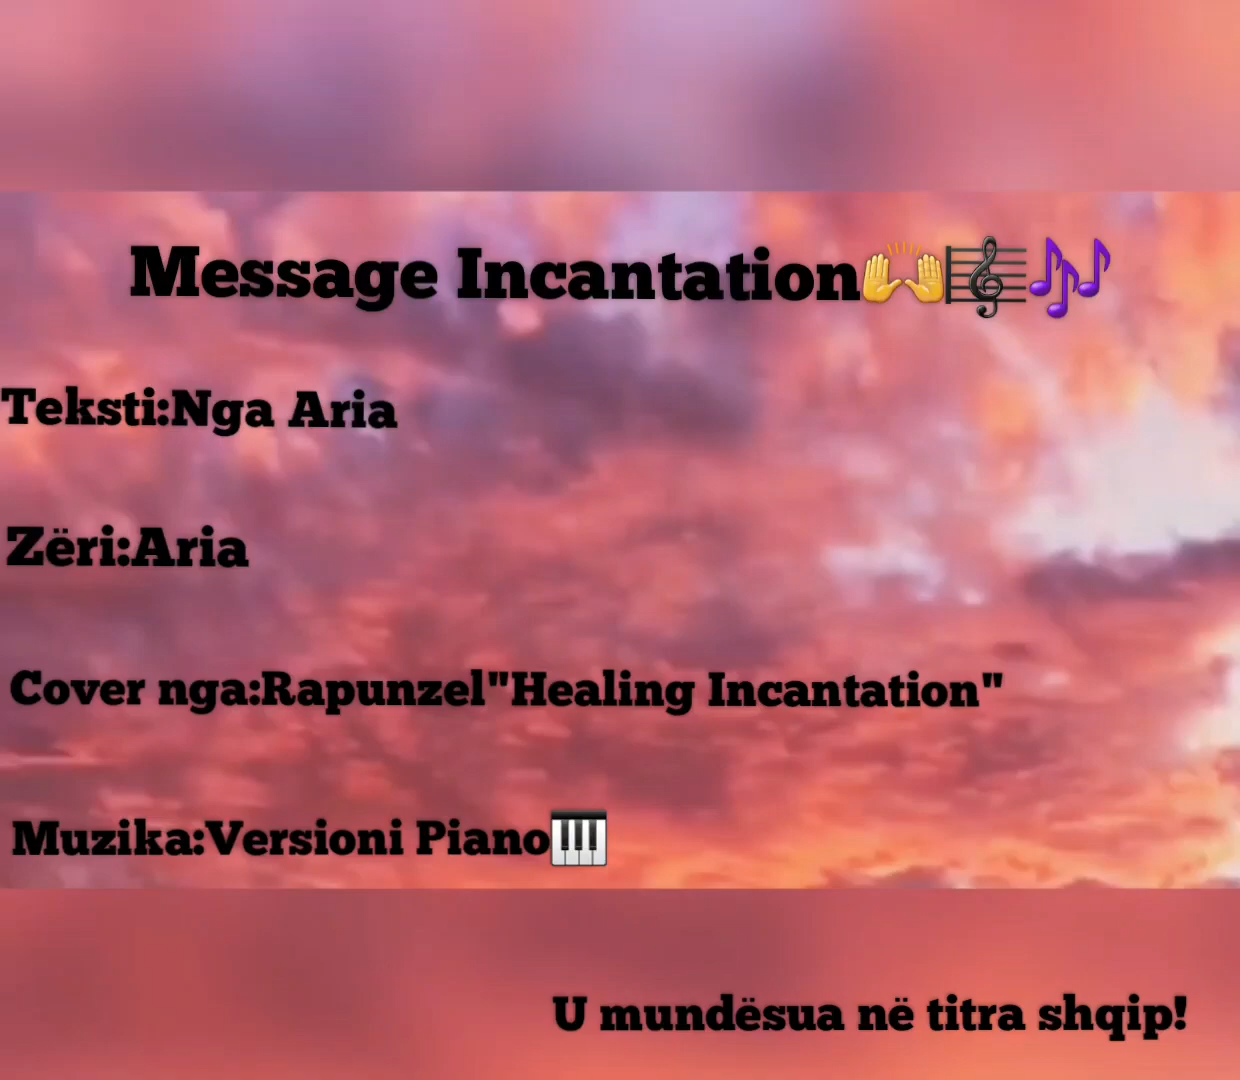 Message Incantation🙌🎼🎶
Teksti:Nga Aria
Zëri:Aria
Cover nga:Rapunzel"Healing Incantation"
Muzika:Versioni Piano🎹
U mundësua në titra shqip!